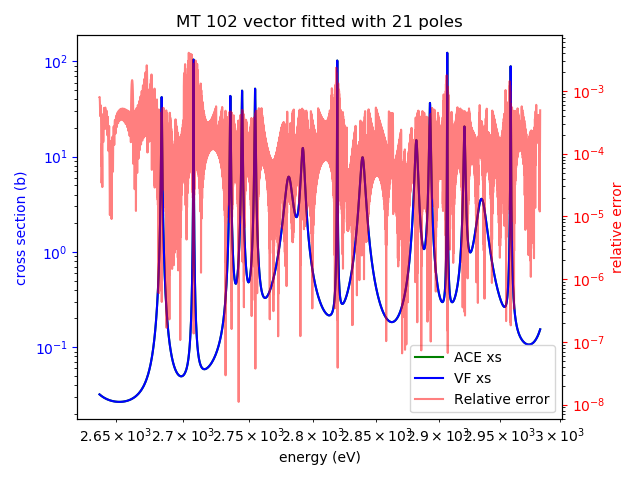 MT 102 vector fitted with 21 poles
cross section (b)
10²
10¹
10⁰
10⁻¹
10⁻³
10⁻⁴
10⁻⁵
10⁻⁶
10⁻⁷
10⁻⁸
relative error
ACE xs
VF xs
Relative error
2.65 × 10³ 2.7 × 10³ 2.75 × 10³ 2.8 × 10³ 2.85 × 10³ 2.9 × 10³ 2.95 × 10³ 3 × 10³
energy (eV)